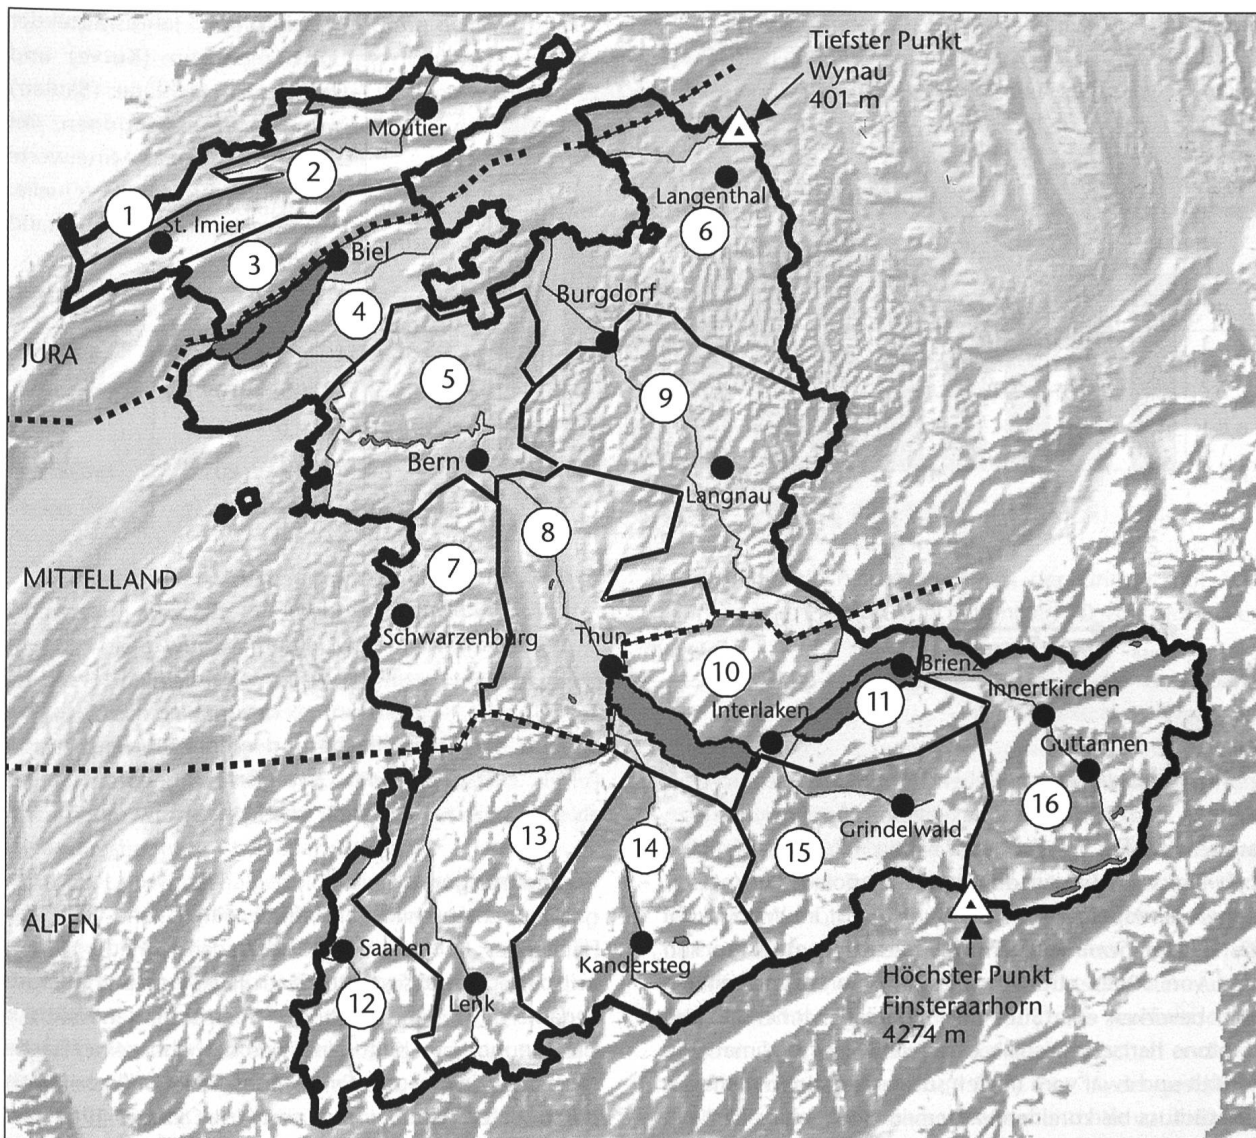 Tiefster Punkt
Wynau
401 m
Moutier
2
Langenthal
1
St. Imier
6
3
Biel
Burgdorf
4
JURA
5
9
Bern
Langnau
8
MITTELLAND
7
Schwarzenburg
Thun
10
Brienz
11
Innertkirchen
Interlaken
Guttannen
16
13
Grindelwald
14
15
ALPEN
Saanen
Kandersteg
Lenk
12
Höchster Punkt
Finsteraarhorn
4274 m